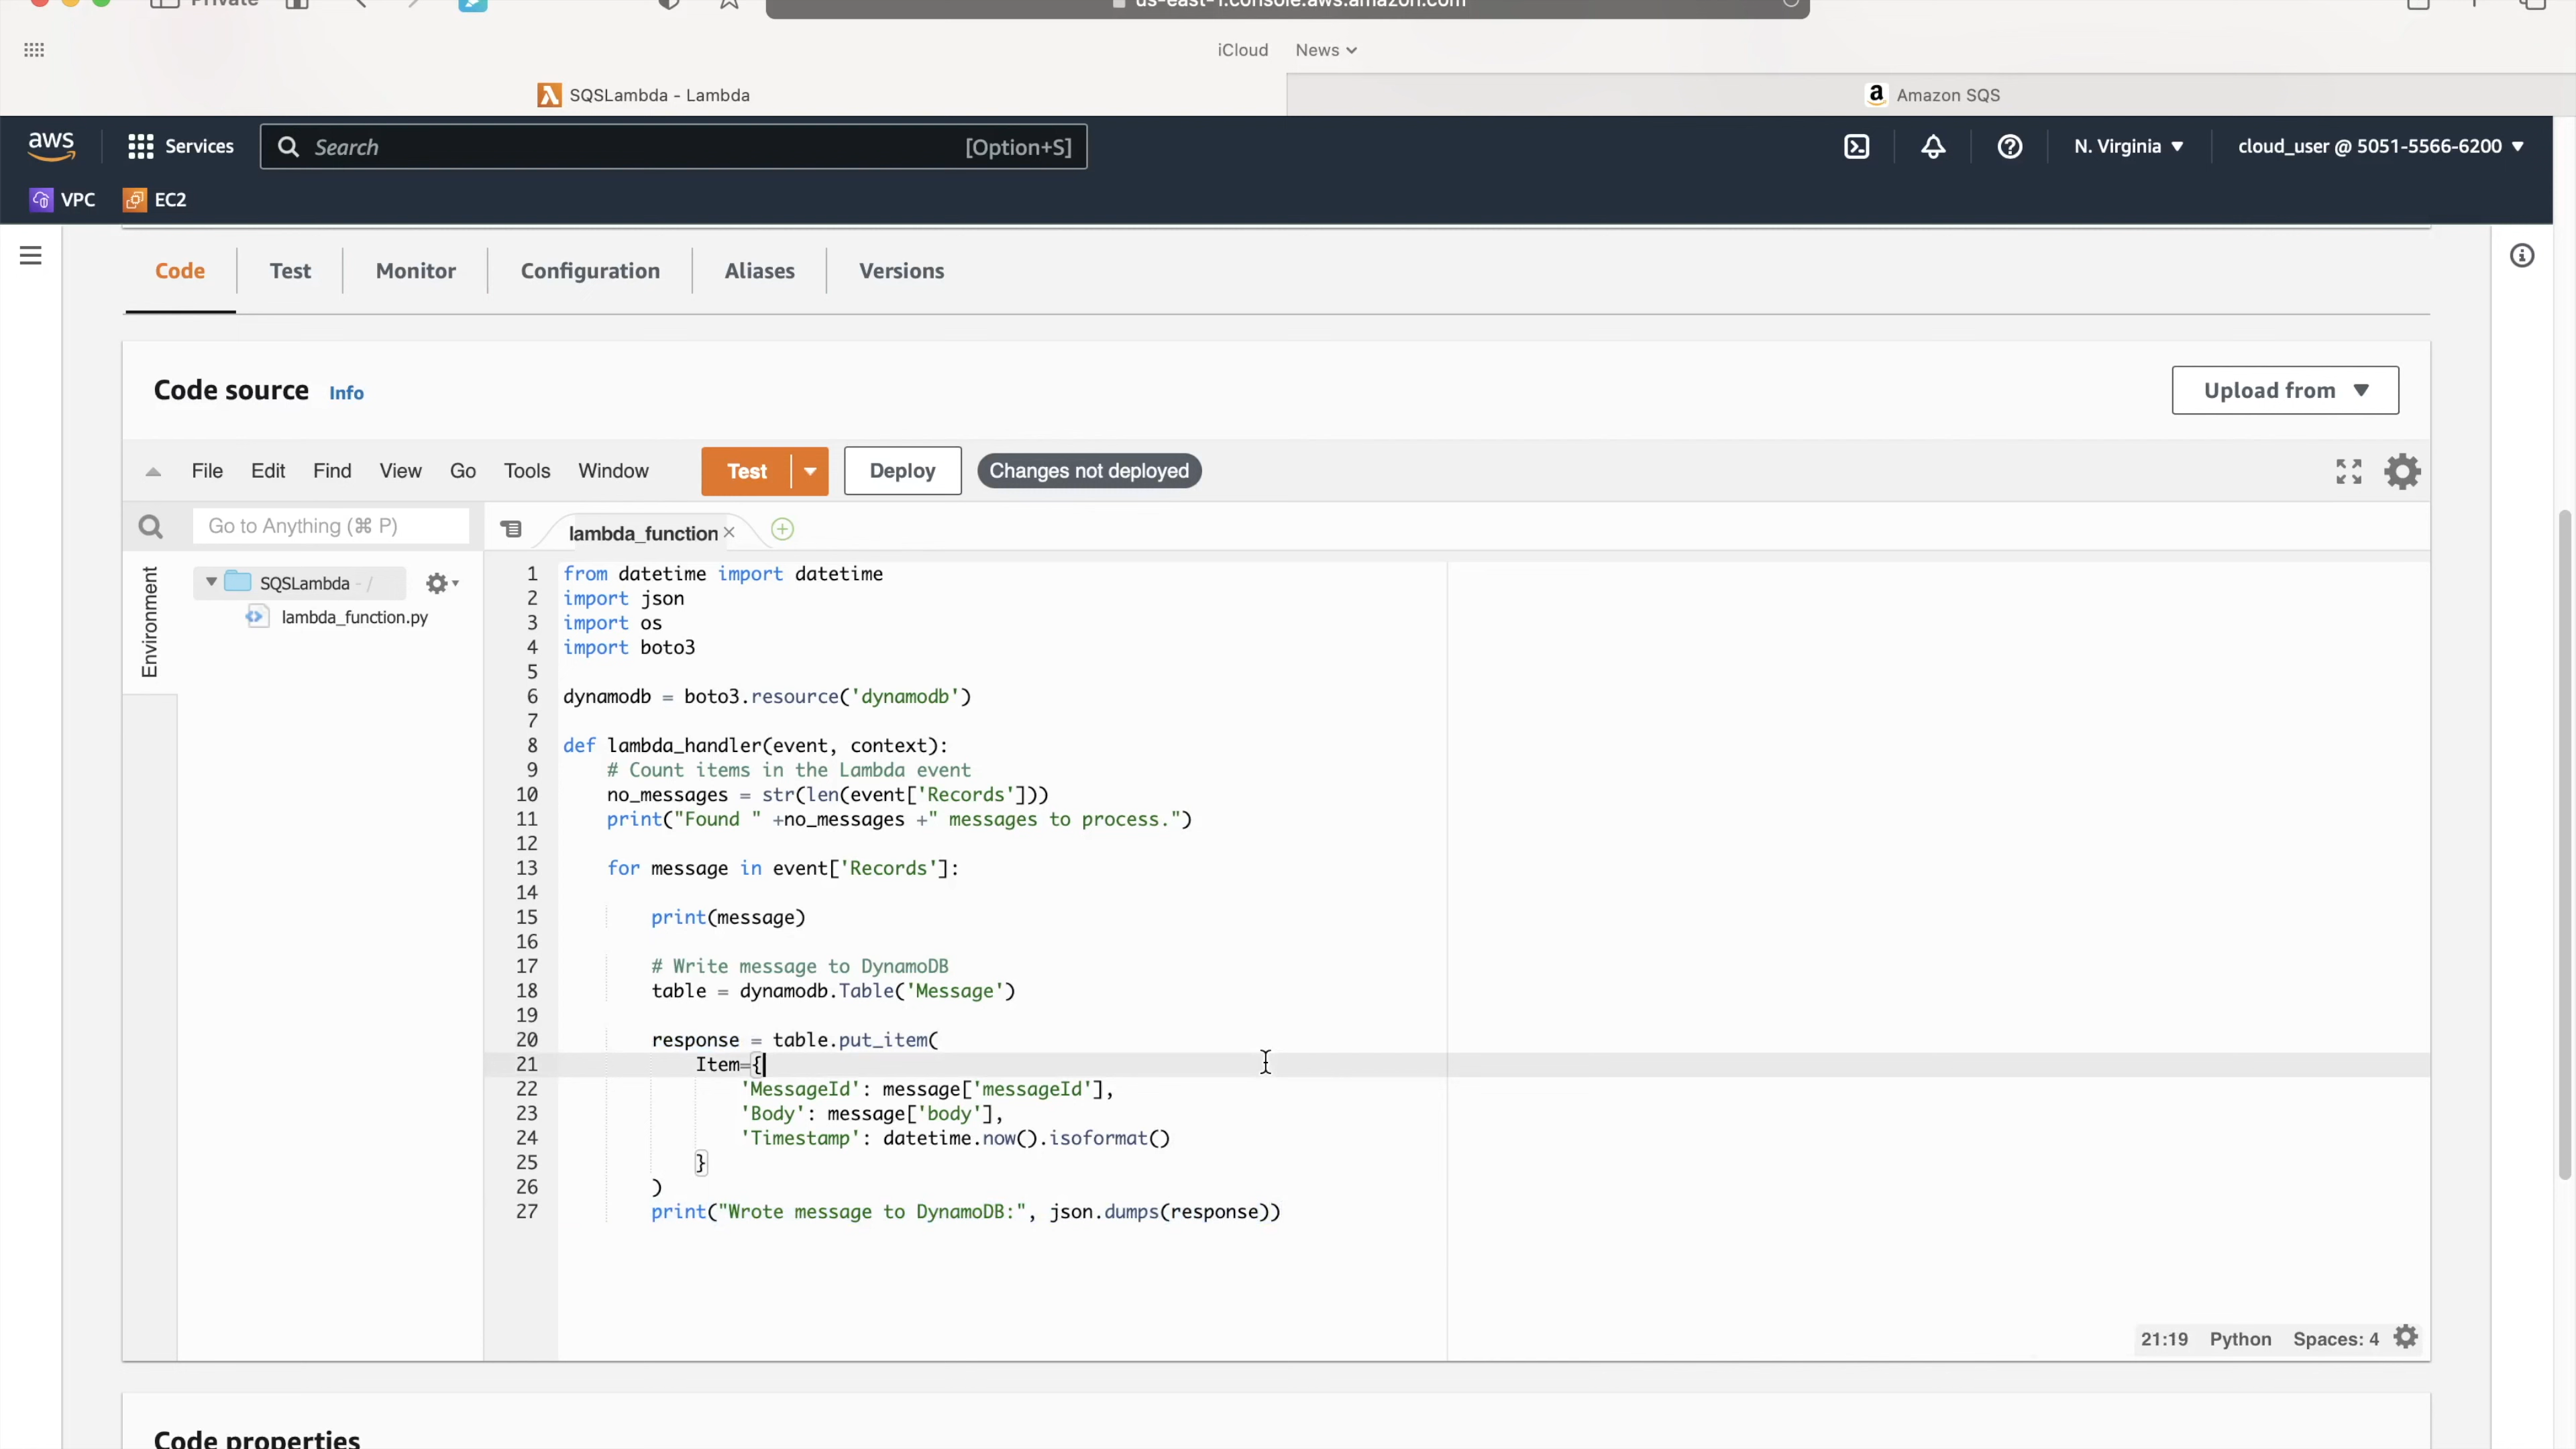 Private
us-east-1.console.aws.amazon.com
iCloud News
SQSLambda - Lambda
a Amazon SQS
aws Services Search [Option+S] N. Virginia cloud_user @ 5051-5566-6200
VPC EC2
Code Test Monitor Configuration Aliases Versions
Code source Info Upload from
File Edit Find View Go Tools Window Test Deploy Changes not deployed
Go to Anything (⌘ P) lambda_function ×
Environment
SQSLambda - /
lambda_function.py
1 from datetime import datetime
2 import json
3 import os
4 import boto3
5
6 dynamodb = boto3.resource('dynamodb')
7
8 def lambda_handler(event, context):
9 # Count items in the Lambda event
10 no_messages = str(len(event['Records']))
11 print("Found " +no_messages +" messages to process.")
12
13 for message in event['Records']:
14
15 print(message)
16
17 # Write message to DynamoDB
18 table = dynamodb.Table('Message')
19
20 response = table.put_item(
21 Item={
22 'MessageId': message['messageId'],
23 'Body': message['body'],
24 'Timestamp': datetime.now().isoformat()
25 }
26 )
27 print("Wrote message to DynamoDB:", json.dumps(response))
21:19 Python Spaces: 4
Code properties